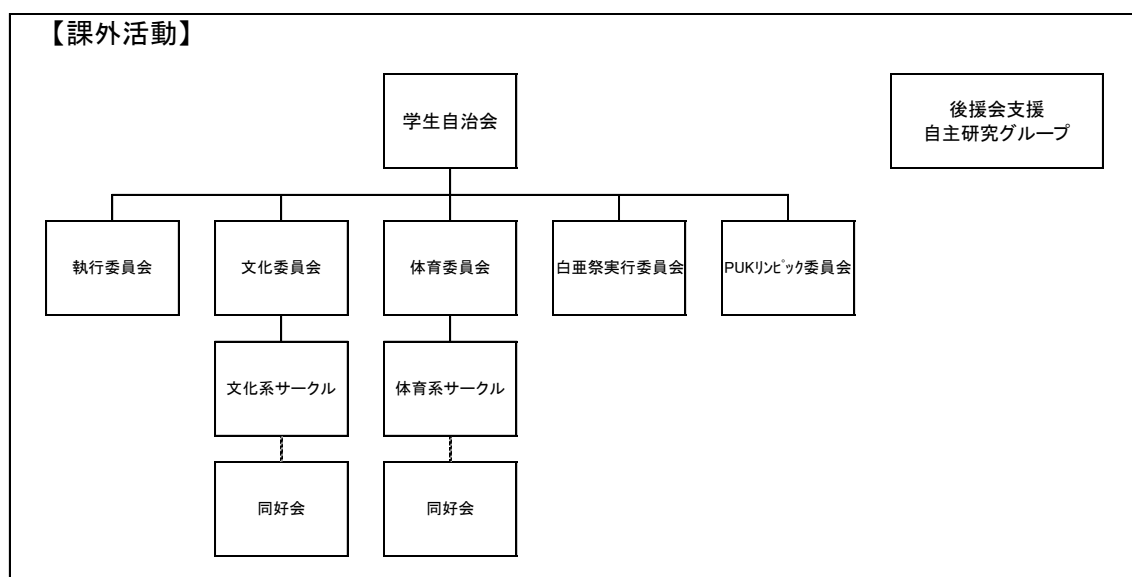 【課外活動】
学生自治会
後援会支援
自主研究グループ
執行委員会
文化委員会
体育委員会
白亜祭実行委員会
PUKﾘﾝﾋﾟｯｸ委員会
文化系サークル
体育系サークル
同好会
同好会